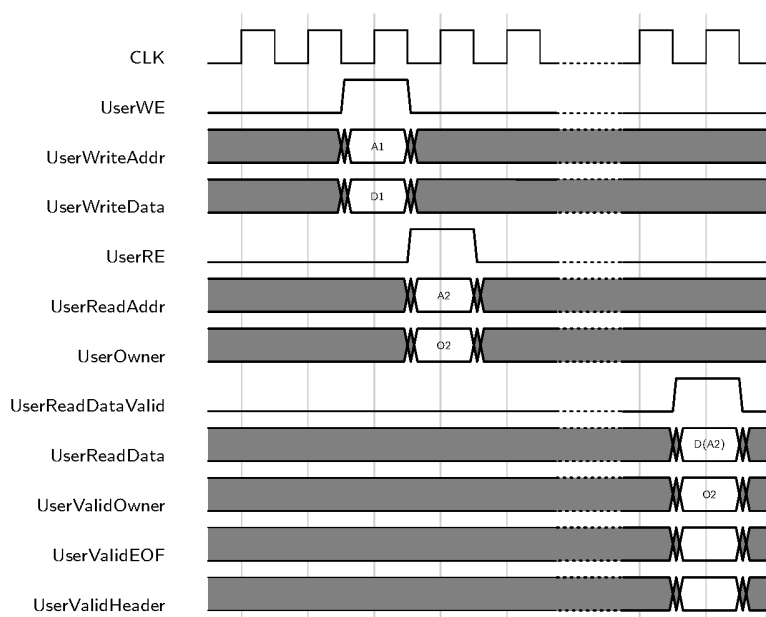 CLK
UserWE
UserWriteAddr A1
UserWriteData D1
UserRE
UserReadAddr A2
UserOwner O2
UserReadDataValid
UserReadData D(A2)
UserValidOwner O2
UserValidEOF
UserValidHeader